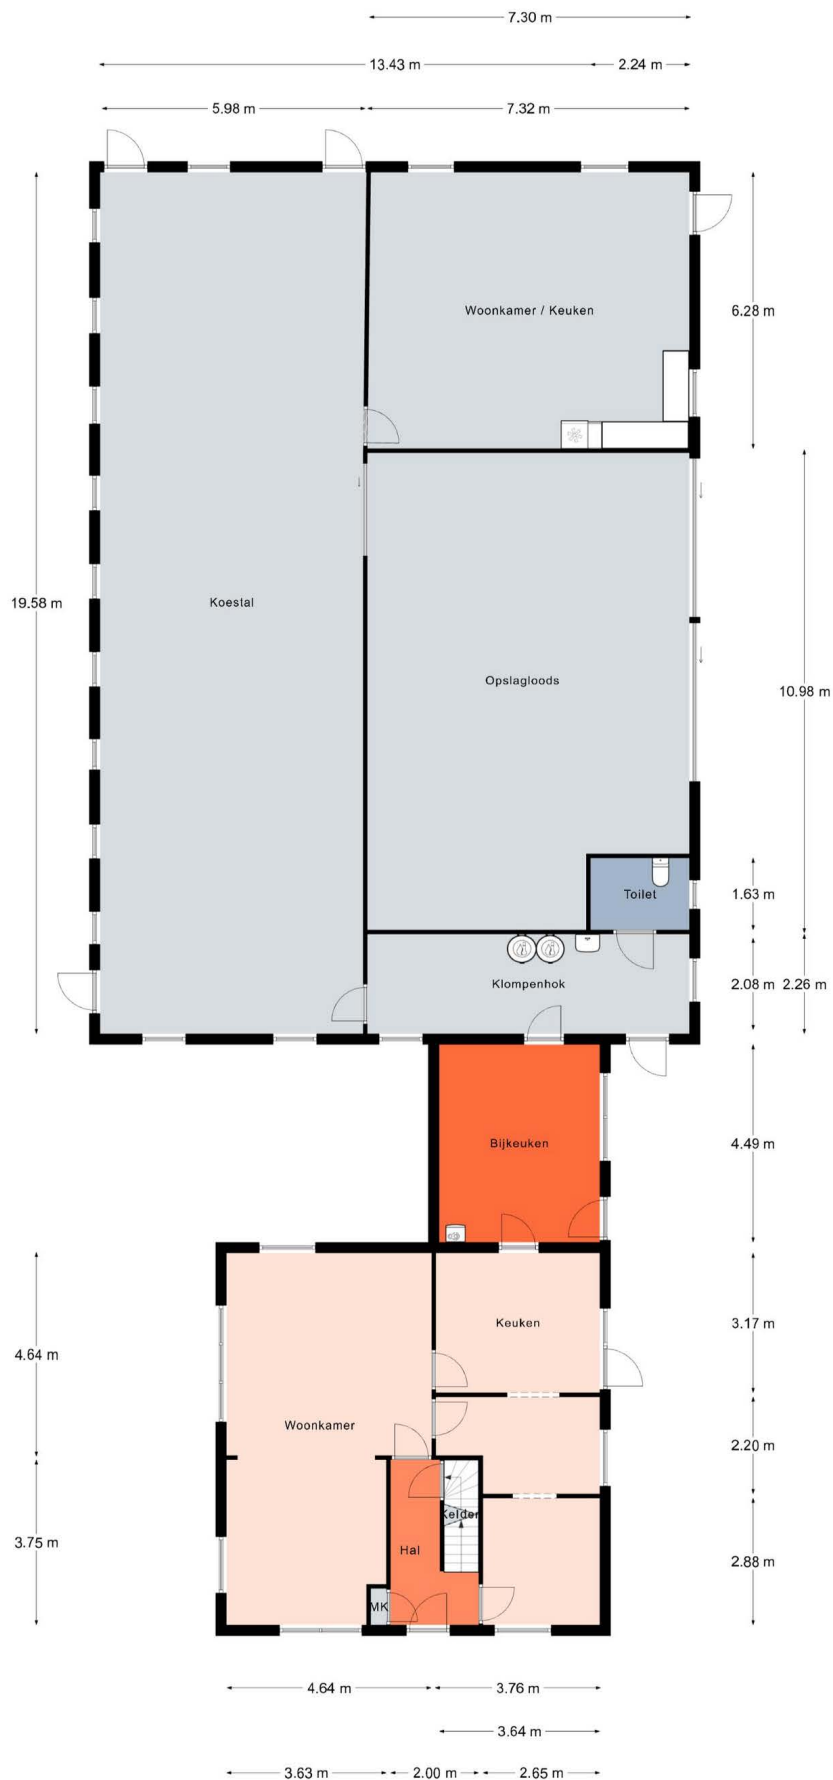 7.30 m
13.43 m
2.24 m
5.98 m
7.32 m
Woonkamer / Keuken
6.28 m
Koestal
19.58 m
Opslagloods
10.98 m
Toilet
1.63 m
Klompenhok
2.08 m
2.26 m
Bijkeuken
4.49 m
Keuken
3.17 m
4.64 m
Woonkamer
2.20 m
Kelder
3.75 m
Hal
2.88 m
MK
4.64 m
3.76 m
3.64 m
3.63 m
2.00 m
2.65 m